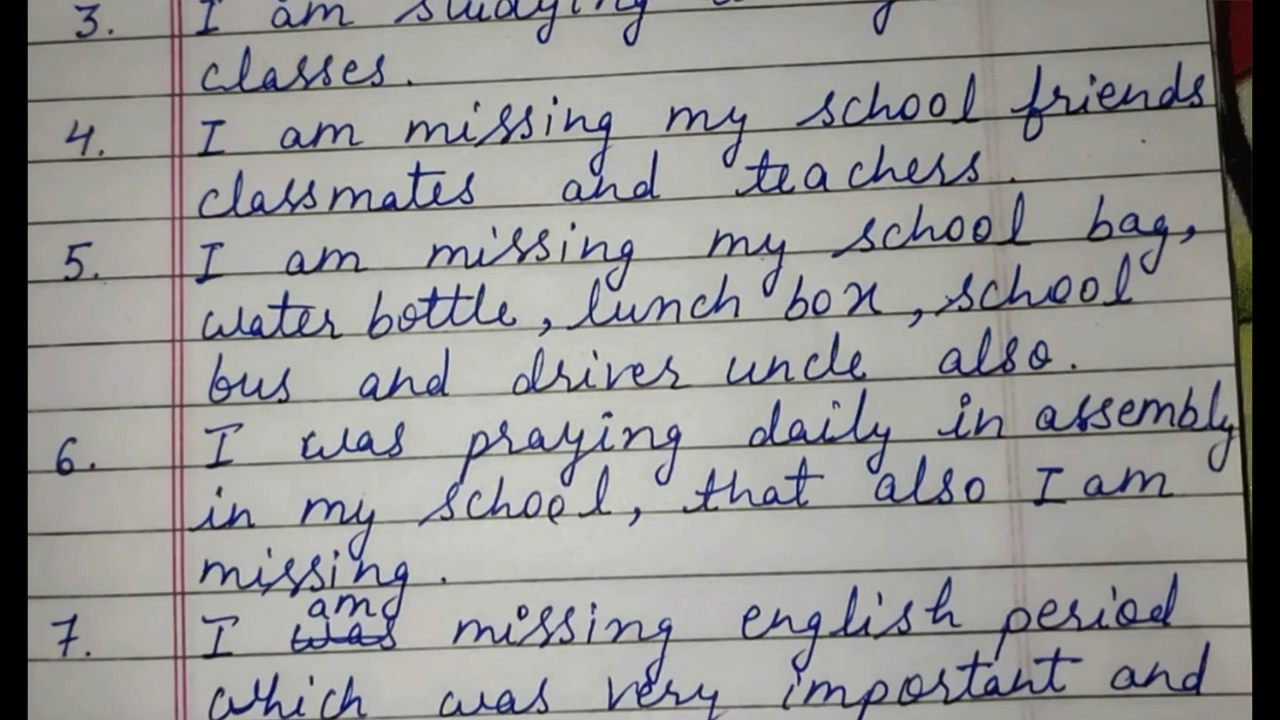 3. I am studying
classes.
4. I am missing my school friends
classmates and teachers.
5. I am missing my school bag,
water bottle, lunch box, school
bus and driver uncle also.
6. I was praying daily in assembly
in my school, that also I am
missing.
am
7. I was missing english period
which was very important and